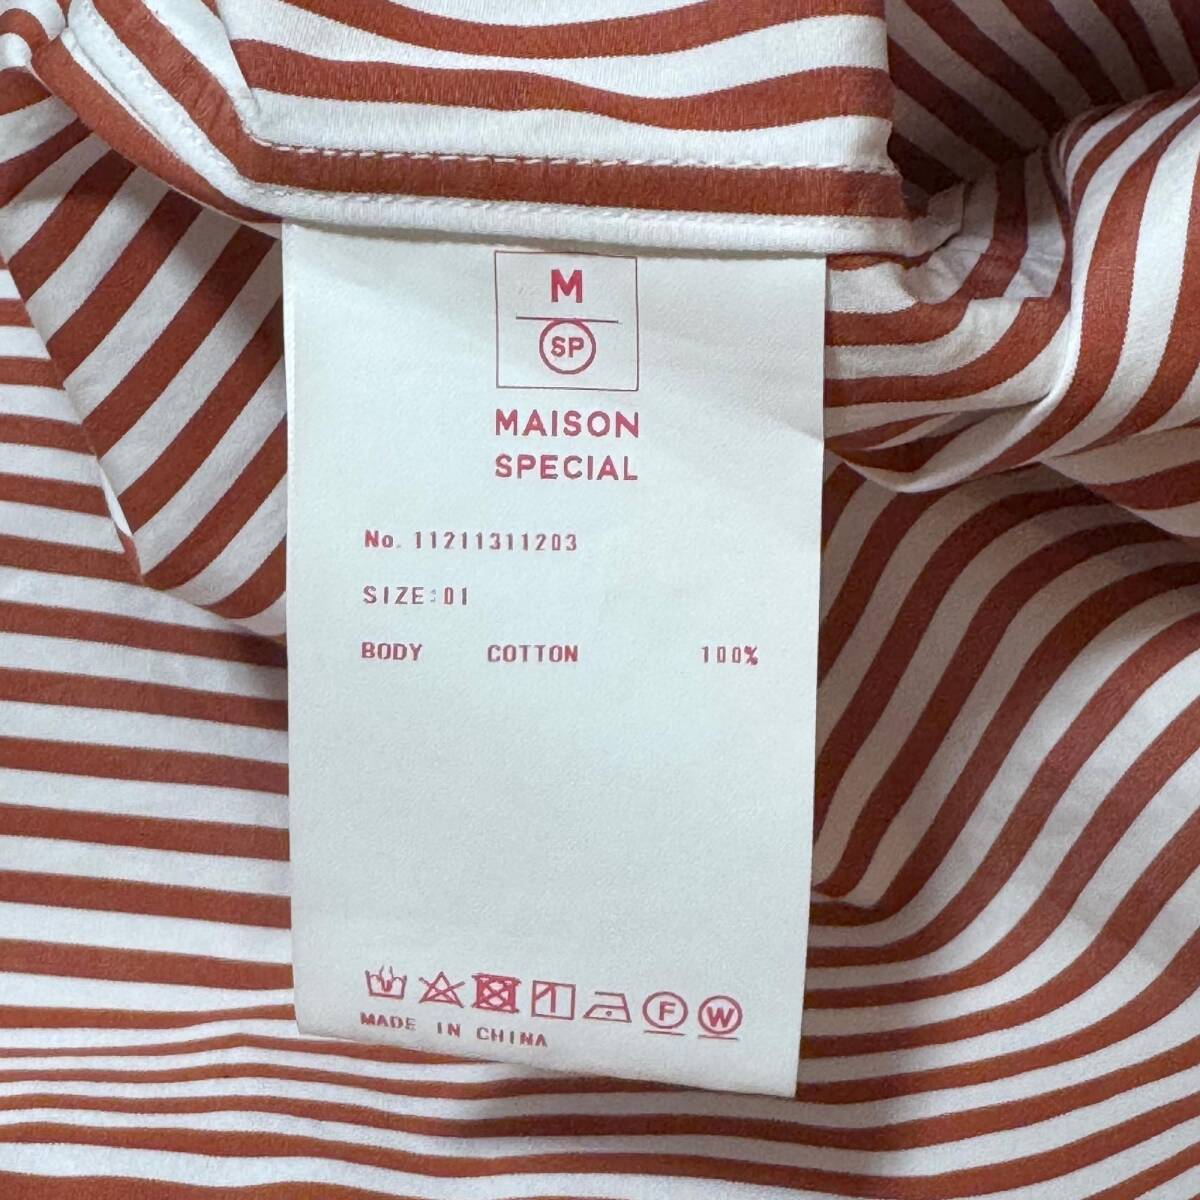 M
SP
MAISON
SPECIAL
No. 11211311203
SIZE:01
BODY COTTON 100%
F W
MADE IN CHINA